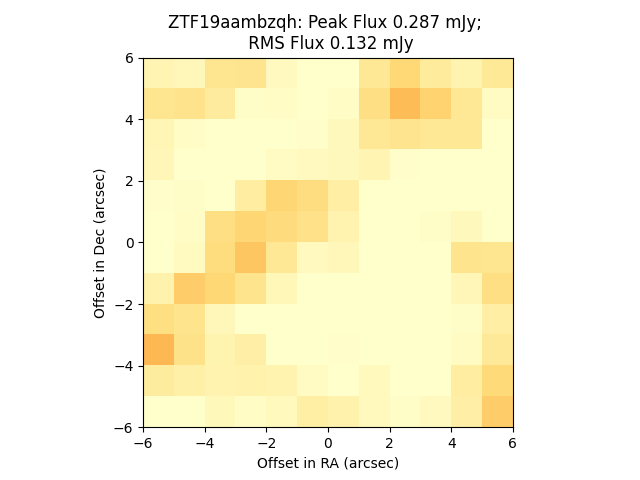 ZTF19aambzqh: Peak Flux 0.287 mJy;
RMS Flux 0.132 mJy
6
4
2
0
−2
−4
−6
Offset in Dec (arcsec)
−6 −4 −2 0 2 4 6
Offset in RA (arcsec)